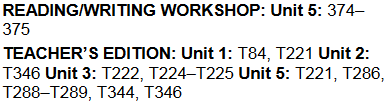 READING/WRITING WORKSHOP: Unit 5: 374–
375
TEACHER’S EDITION: Unit 1: T84, T221 Unit 2:
T346 Unit 3: T222, T224–T225 Unit 5: T221, T286,
T288–T289, T344, T346